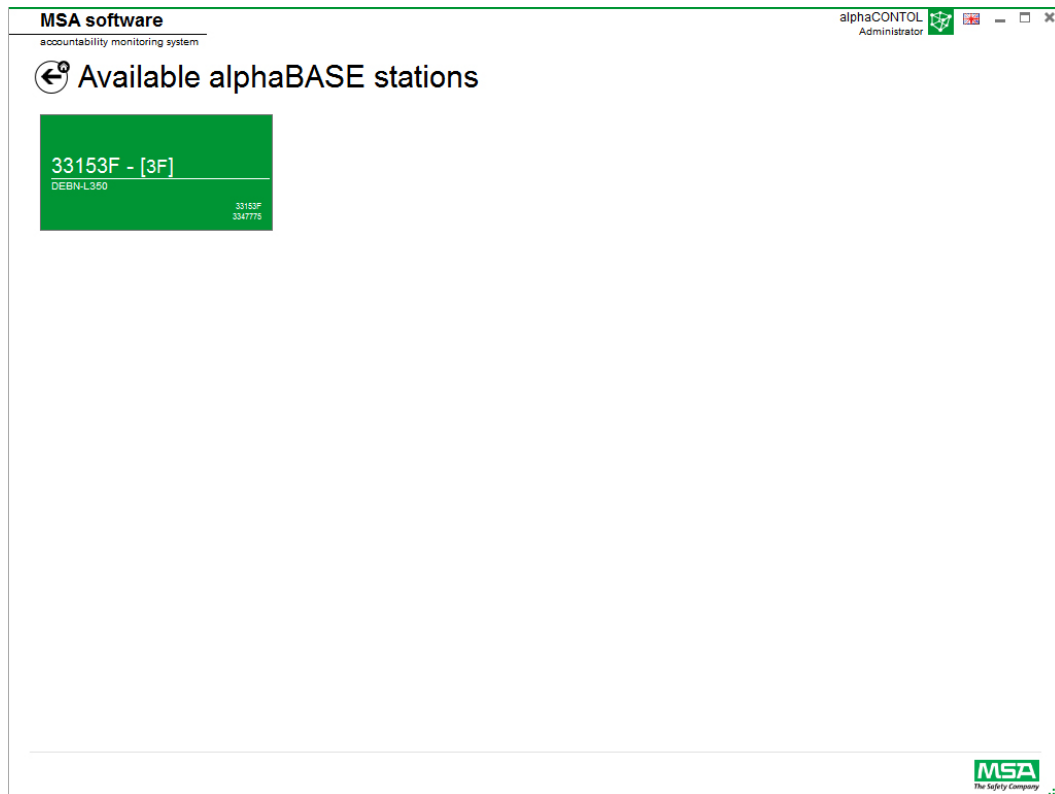 MSA software
accountability monitoring system
alphaCONTOL
Administrator
Available alphaBASE stations
33153F - [3F]
DEBN-L350
33153F
3347775
MSA
The Safety Company